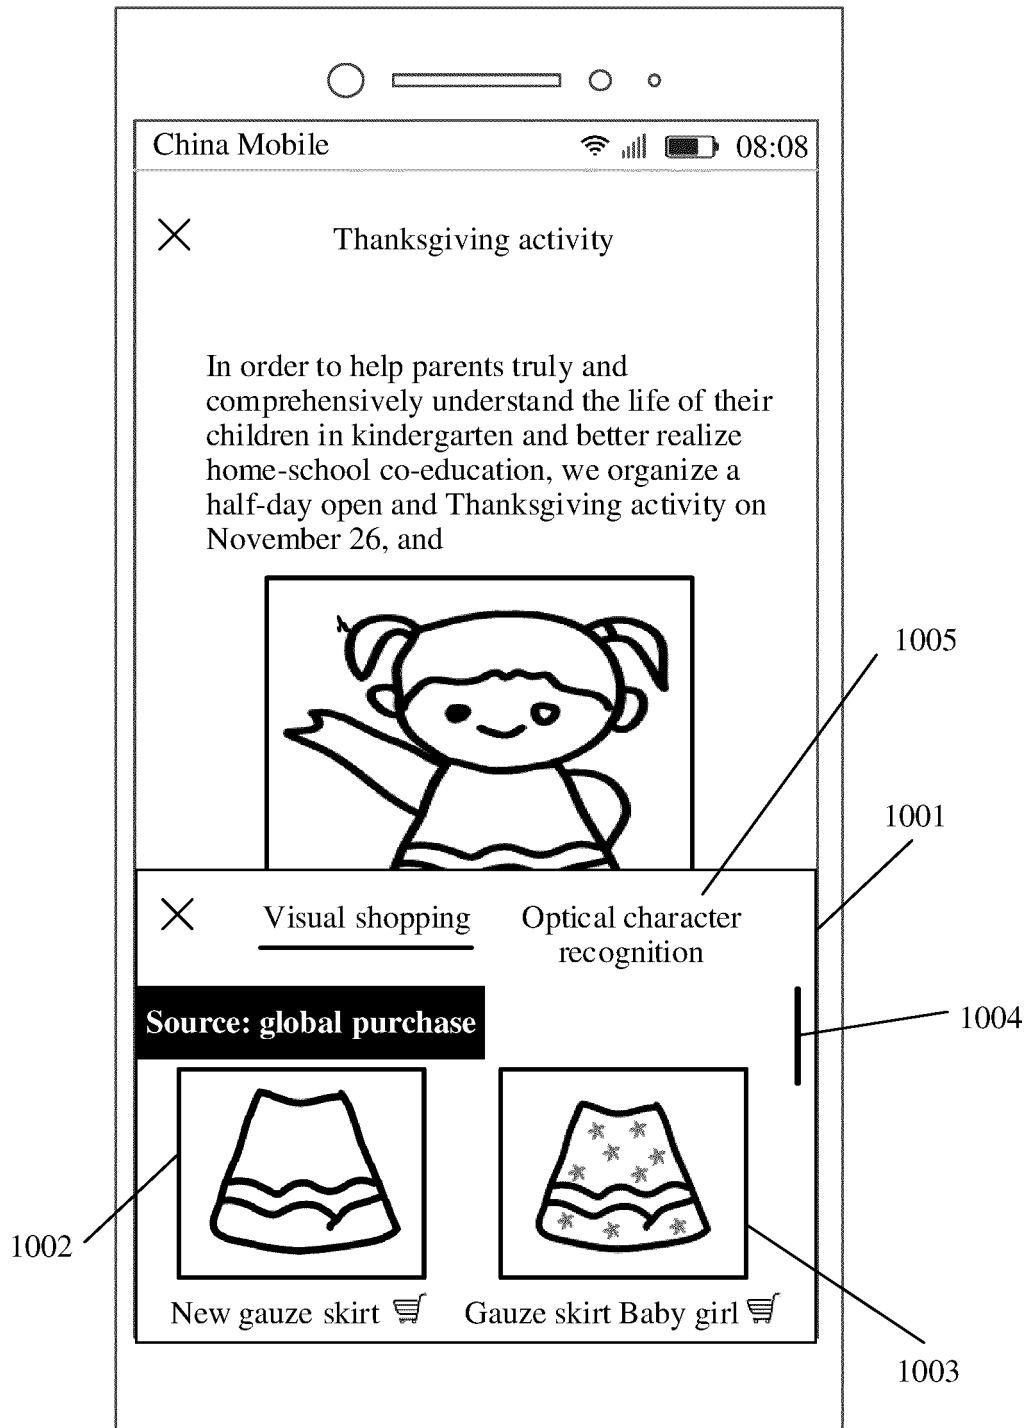 China Mobile 08:08
Thanksgiving activity
In order to help parents truly and
comprehensively understand the life of their
children in kindergarten and better realize
home-school co-education, we organize a
half-day open and Thanksgiving activity on
November 26, and
1005
1001
Visual shopping
Optical character
recognition
Source: global purchase
1004
1002
New gauze skirt
Gauze skirt Baby girl
1003